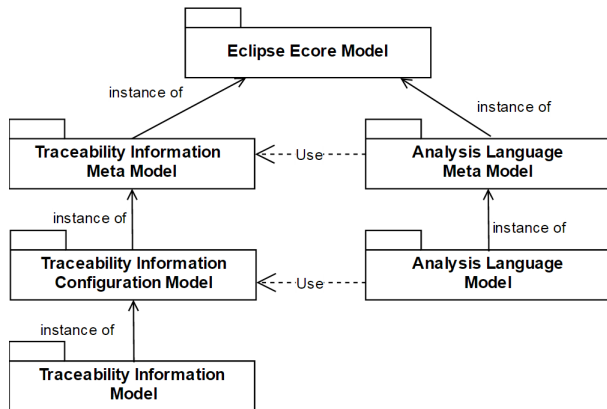 Eclipse Ecore Model
instance of
instance of
Traceability Information
Meta Model
Use
Analysis Language
Meta Model
instance of
instance of
Traceability Information
Configuration Model
Use
Analysis Language
Model
instance of
Traceability Information
Model